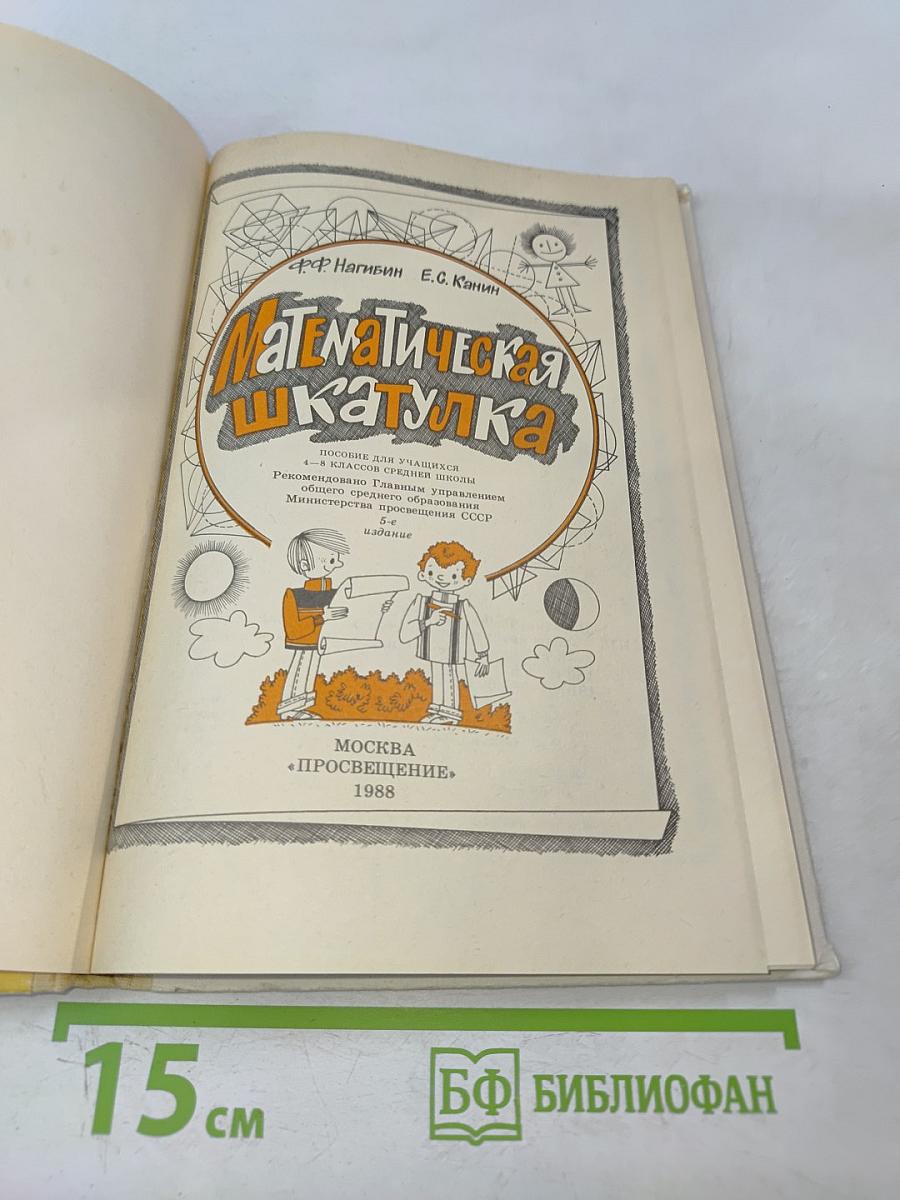 Ф.Ф. Нагибин Е.С. Канин
Математическая
шкатулка
ПОСОБИЕ ДЛЯ УЧАЩИХСЯ
4—8 КЛАССОВ СРЕДНЕЙ ШКОЛЫ
Рекомендовано Главным управлением
общего среднего образования
Министерства просвещения СССР
5-е
издание
МОСКВА
«ПРОСВЕЩЕНИЕ»
1988
15 см
БФ БИБЛИОФАН